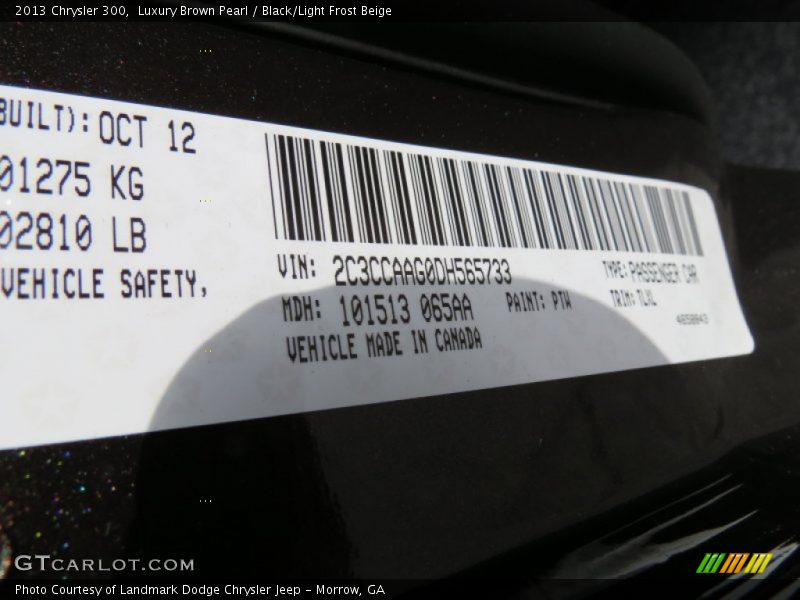 2013 Chrysler 300,  Luxury Brown Pearl / Black/Light Frost Beige
BUILT): OCT 12
01275 KG
02810 LB
VEHICLE SAFETY,
VIN: 2C3CCAAG0DH565733
TYPE: PASSENGER CAR
MDH: 101513 065AA
PAINT: PTW
TRIM: TLXL
VEHICLE MADE IN CANADA
GTCARLOT.COM
Photo Courtesy of Landmark Dodge Chrysler Jeep - Morrow, GA